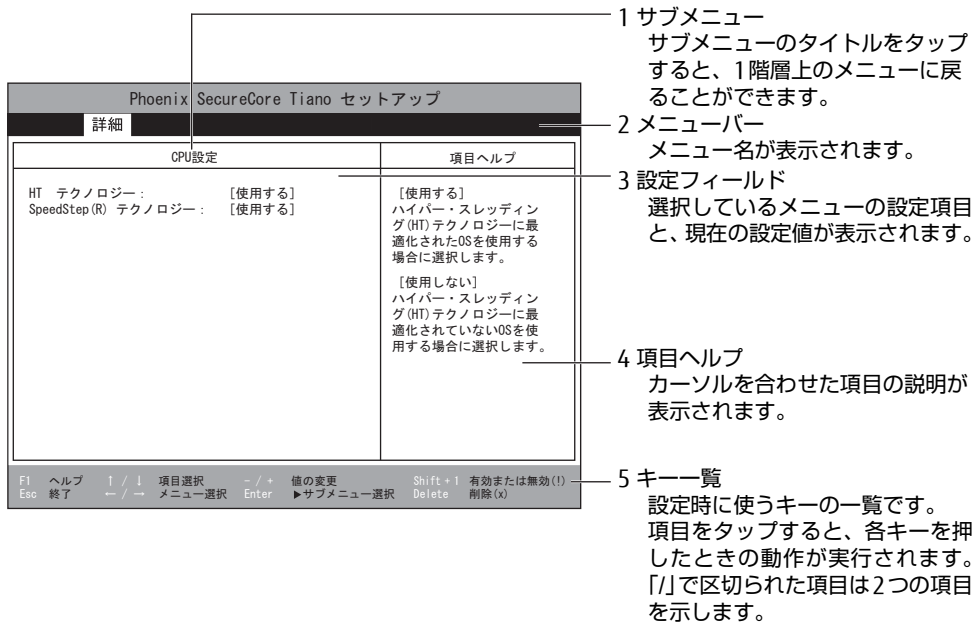 Phoenix SecureCore Tiano セットアップ
詳細
CPU設定
項目ヘルプ
HT テクノロジー： [使用する]
SpeedStep(R) テクノロジー： [使用する]
[使用する]
ハイパー・スレッディン
グ(HT)テクノロジーに最
適化されたOSを使用する
場合に選択します。
[使用しない]
ハイパー・スレッディン
グ(HT)テクノロジーに最
適化されていないOSを使
用する場合に選択します。
F1 ヘルプ ↑/↓ 項目選択 -/+ 値の変更 Shift+1 有効または無効(!)
Esc 終了 ←/→ メニュー選択 Enter ▶サブメニュー選択 Delete 削除(x)
1 サブメニュー
サブメニューのタイトルをタップ
すると、1階層上のメニューに戻
ることができます。
2 メニューバー
メニュー名が表示されます。
3 設定フィールド
選択しているメニューの設定項目
と、現在の設定値が表示されます。
4 項目ヘルプ
カーソルを合わせた項目の説明が
表示されます。
5 キー一覧
設定時に使うキーの一覧です。
項目をタップすると、各キーを押
したときの動作が実行されます。
「/」で区切られた項目は2つの項目
を示します。